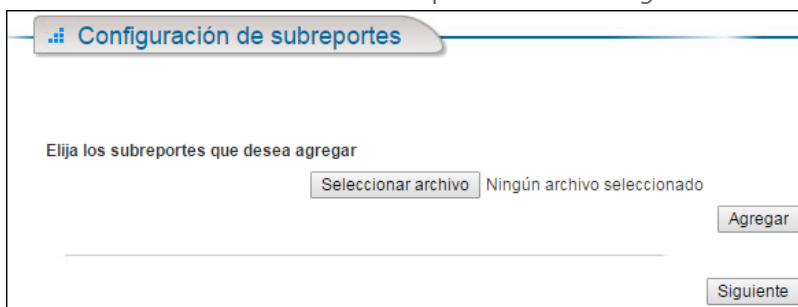 Configuración de subreportes
Elija los subreportes que desea agregar
Seleccionar archivo Ningún archivo seleccionado
Agregar
Siguiente